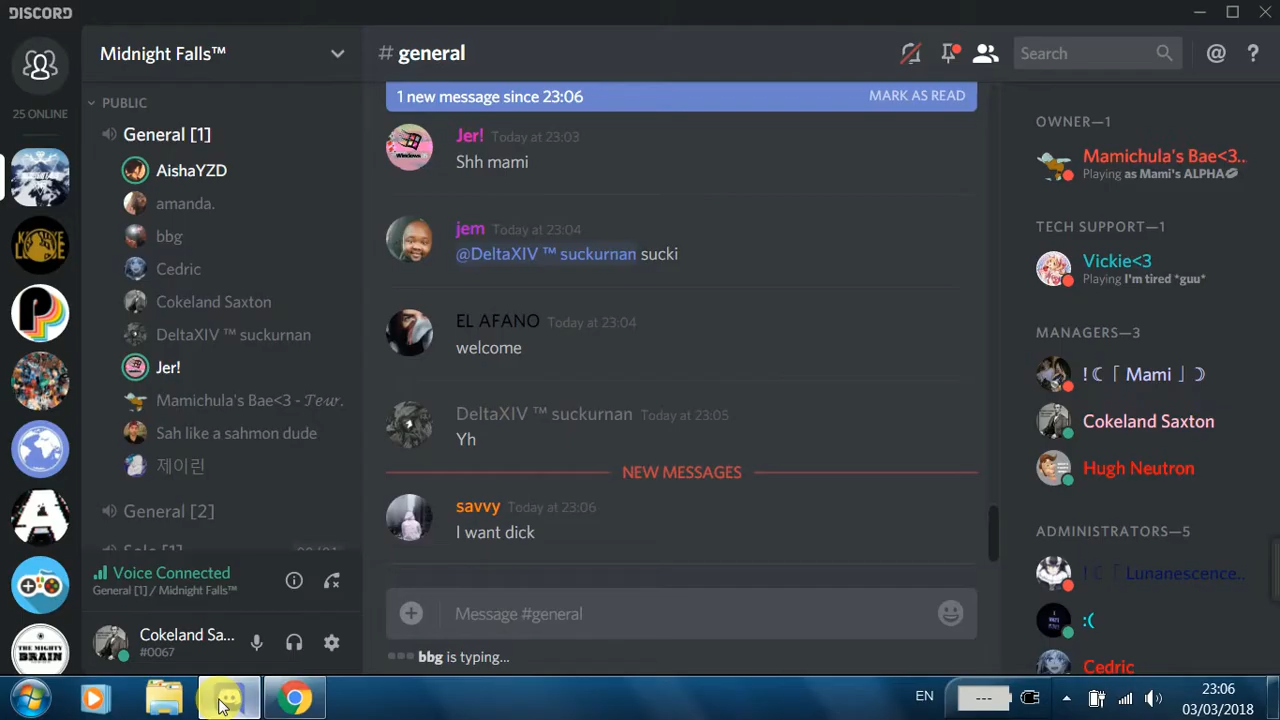 DISCORD
25 ONLINE
THE MIGHTY
BRAIN
Midnight Falls™
PUBLIC
General [1]
AishaYZD
amanda.
bbg
Cedric
Cokeland Saxton
DeltaXIV ™ suckurnan
Jer!
Mamichula's Bae<3 - 𝓣𝓮𝔀𝓻.
Sah like a sahmon dude
제이린
General [2]
Voice Connected
General [1] / Midnight Falls™
Cokeland Sa...
#0067
# general
Search
@ ?
1 new message since 23:06 MARK AS READ
Jer! Today at 23:03
Shh mami
jem Today at 23:04
@DeltaXIV ™ suckurnan sucki
EL AFANO Today at 23:04
welcome
DeltaXIV ™ suckurnan Today at 23:05
Yh
NEW MESSAGES
savvy Today at 23:06
I want dick
Message #general
bbg is typing...
OWNER—1
Mamichula's Bae<3...
Playing as Mami's ALPHA
TECH SUPPORT—1
Vickie<3
Playing I'm tired *guu*
MANAGERS—3
! ☾「 Mami 」☽
Cokeland Saxton
Hugh Neutron
ADMINISTRATORS—5
! ☾「 Lunanescence...
:(
Cedric
EN
---
23:06
03/03/2018